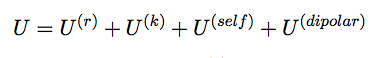 U = U^{(r)} + U^{(k)} + U^{(self)} + U^{(dipolar)}